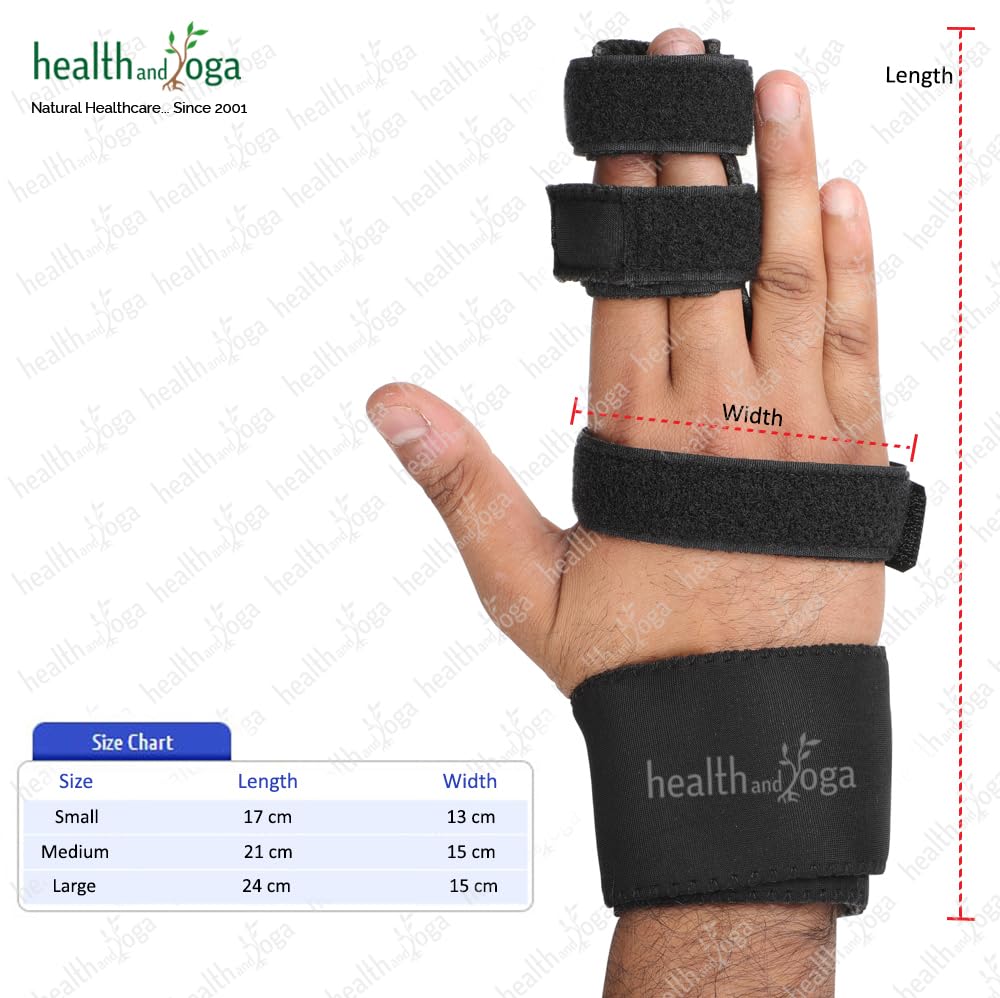 health and Yoga
Natural Healthcare... Since 2001
Length
Width
health and Yoga
Size Chart
Size Length Width
Small 17 cm 13 cm
Medium 21 cm 15 cm
Large 24 cm 15 cm